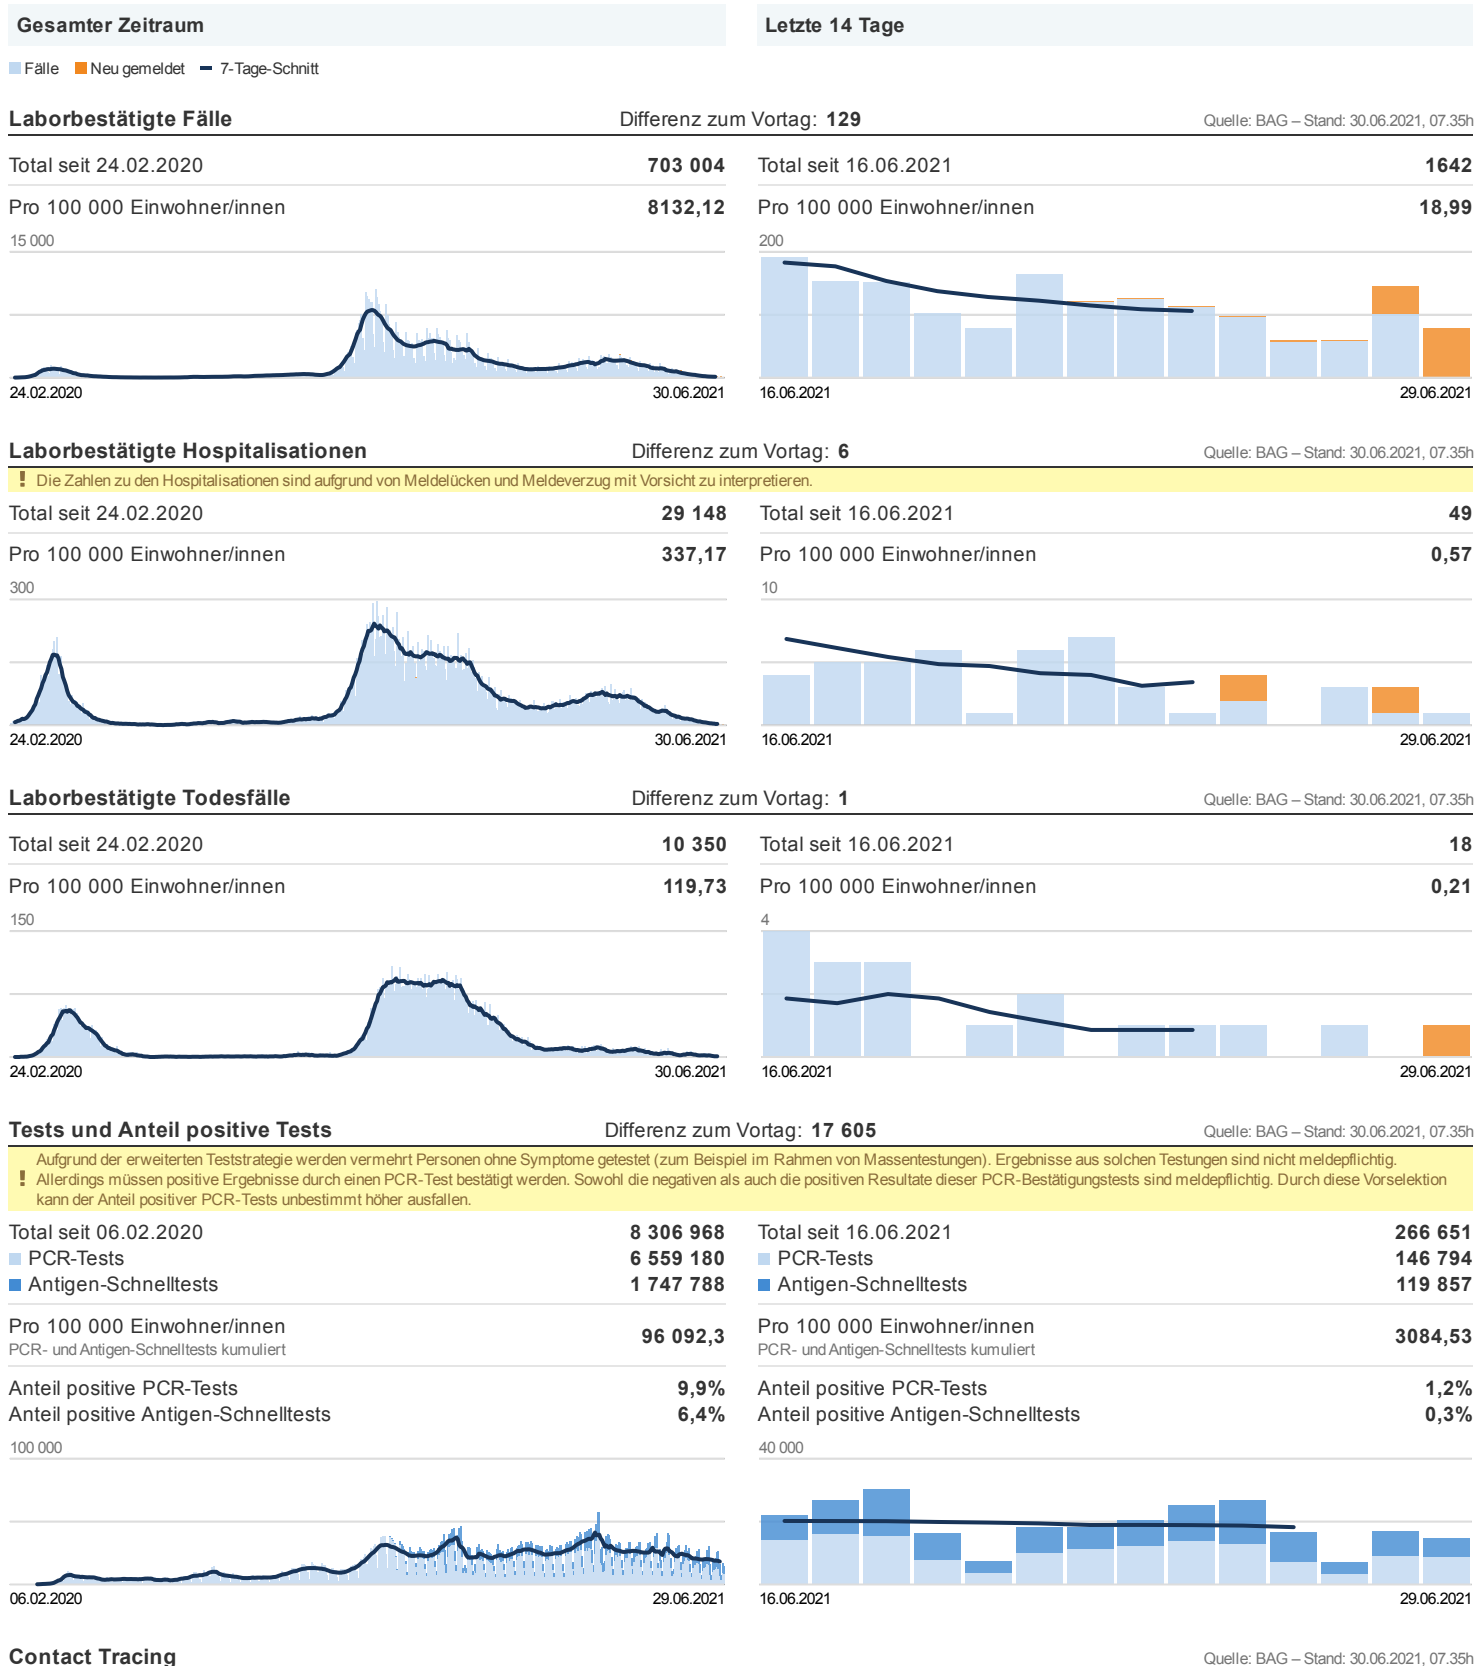 Gesamter Zeitraum
Letzte 14 Tage
Fälle Neu gemeldet 7-Tage-Schnitt
Laborbestätigte Fälle Differenz zum Vortag: 129 Quelle: BAG – Stand: 30.06.2021, 07.35h
Total seit 24.02.2020 703 004
Pro 100 000 Einwohner/innen 8132,12
15 000
24.02.2020 30.06.2021
Total seit 16.06.2021 1642
Pro 100 000 Einwohner/innen 18,99
200
16.06.2021 29.06.2021
Laborbestätigte Hospitalisationen Differenz zum Vortag: 6 Quelle: BAG – Stand: 30.06.2021, 07.35h
! Die Zahlen zu den Hospitalisationen sind aufgrund von Meldelücken und Meldeverzug mit Vorsicht zu interpretieren.
Total seit 24.02.2020 29 148
Pro 100 000 Einwohner/innen 337,17
300
24.02.2020 30.06.2021
Total seit 16.06.2021 49
Pro 100 000 Einwohner/innen 0,57
10
16.06.2021 29.06.2021
Laborbestätigte Todesfälle Differenz zum Vortag: 1 Quelle: BAG – Stand: 30.06.2021, 07.35h
Total seit 24.02.2020 10 350
Pro 100 000 Einwohner/innen 119,73
150
24.02.2020 30.06.2021
Total seit 16.06.2021 18
Pro 100 000 Einwohner/innen 0,21
4
16.06.2021 29.06.2021
Tests und Anteil positive Tests Differenz zum Vortag: 17 605 Quelle: BAG – Stand: 30.06.2021, 07.35h
Aufgrund der erweiterten Teststrategie werden vermehrt Personen ohne Symptome getestet (zum Beispiel im Rahmen von Massentestungen). Ergebnisse aus solchen Testungen sind nicht meldepflichtig.
! Allerdings müssen positive Ergebnisse durch einen PCR-Test bestätigt werden. Sowohl die negativen als auch die positiven Resultate dieser PCR-Bestätigungstests sind meldepflichtig. Durch diese Vorselektion
kann der Anteil positiver PCR-Tests unbestimmt höher ausfallen.
Total seit 06.02.2020 8 306 968
PCR-Tests 6 559 180
Antigen-Schnelltests 1 747 788
Pro 100 000 Einwohner/innen 96 092,3
PCR- und Antigen-Schnelltests kumuliert
Anteil positive PCR-Tests 9,9%
Anteil positive Antigen-Schnelltests 6,4%
100 000
06.02.2020 29.06.2021
Total seit 16.06.2021 266 651
PCR-Tests 146 794
Antigen-Schnelltests 119 857
Pro 100 000 Einwohner/innen 3084,53
PCR- und Antigen-Schnelltests kumuliert
Anteil positive PCR-Tests 1,2%
Anteil positive Antigen-Schnelltests 0,3%
40 000
16.06.2021 29.06.2021
Contact Tracing Quelle: BAG – Stand: 30.06.2021, 07.35h